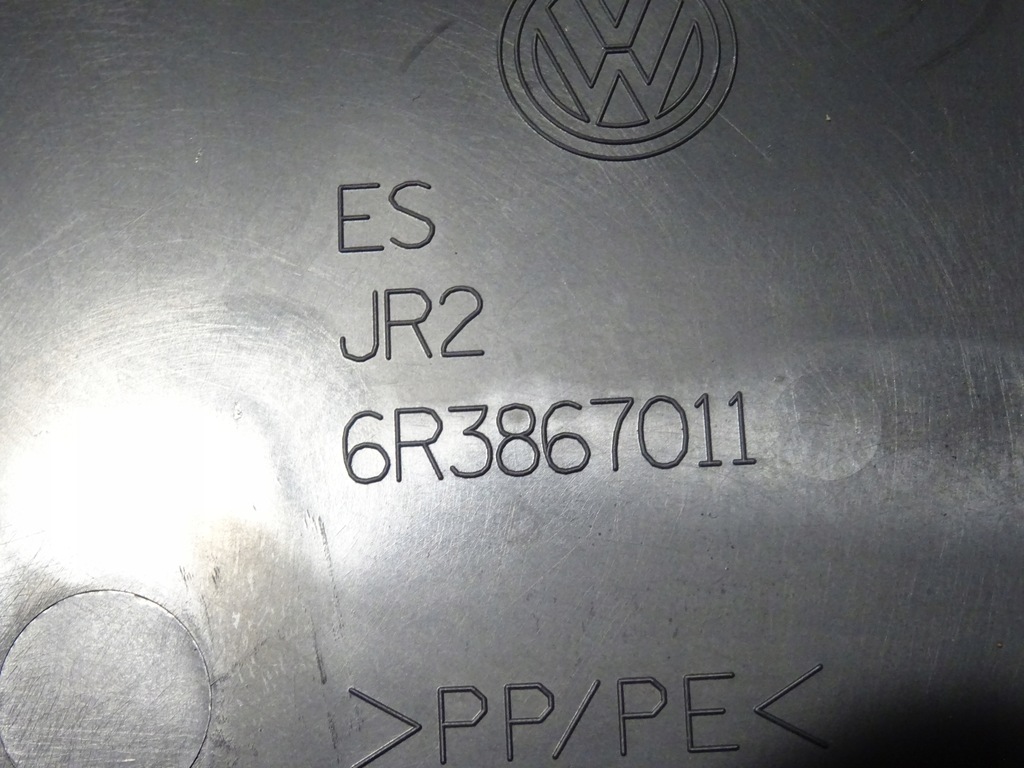 ES
JR2
6R3867011
>PP/PE<